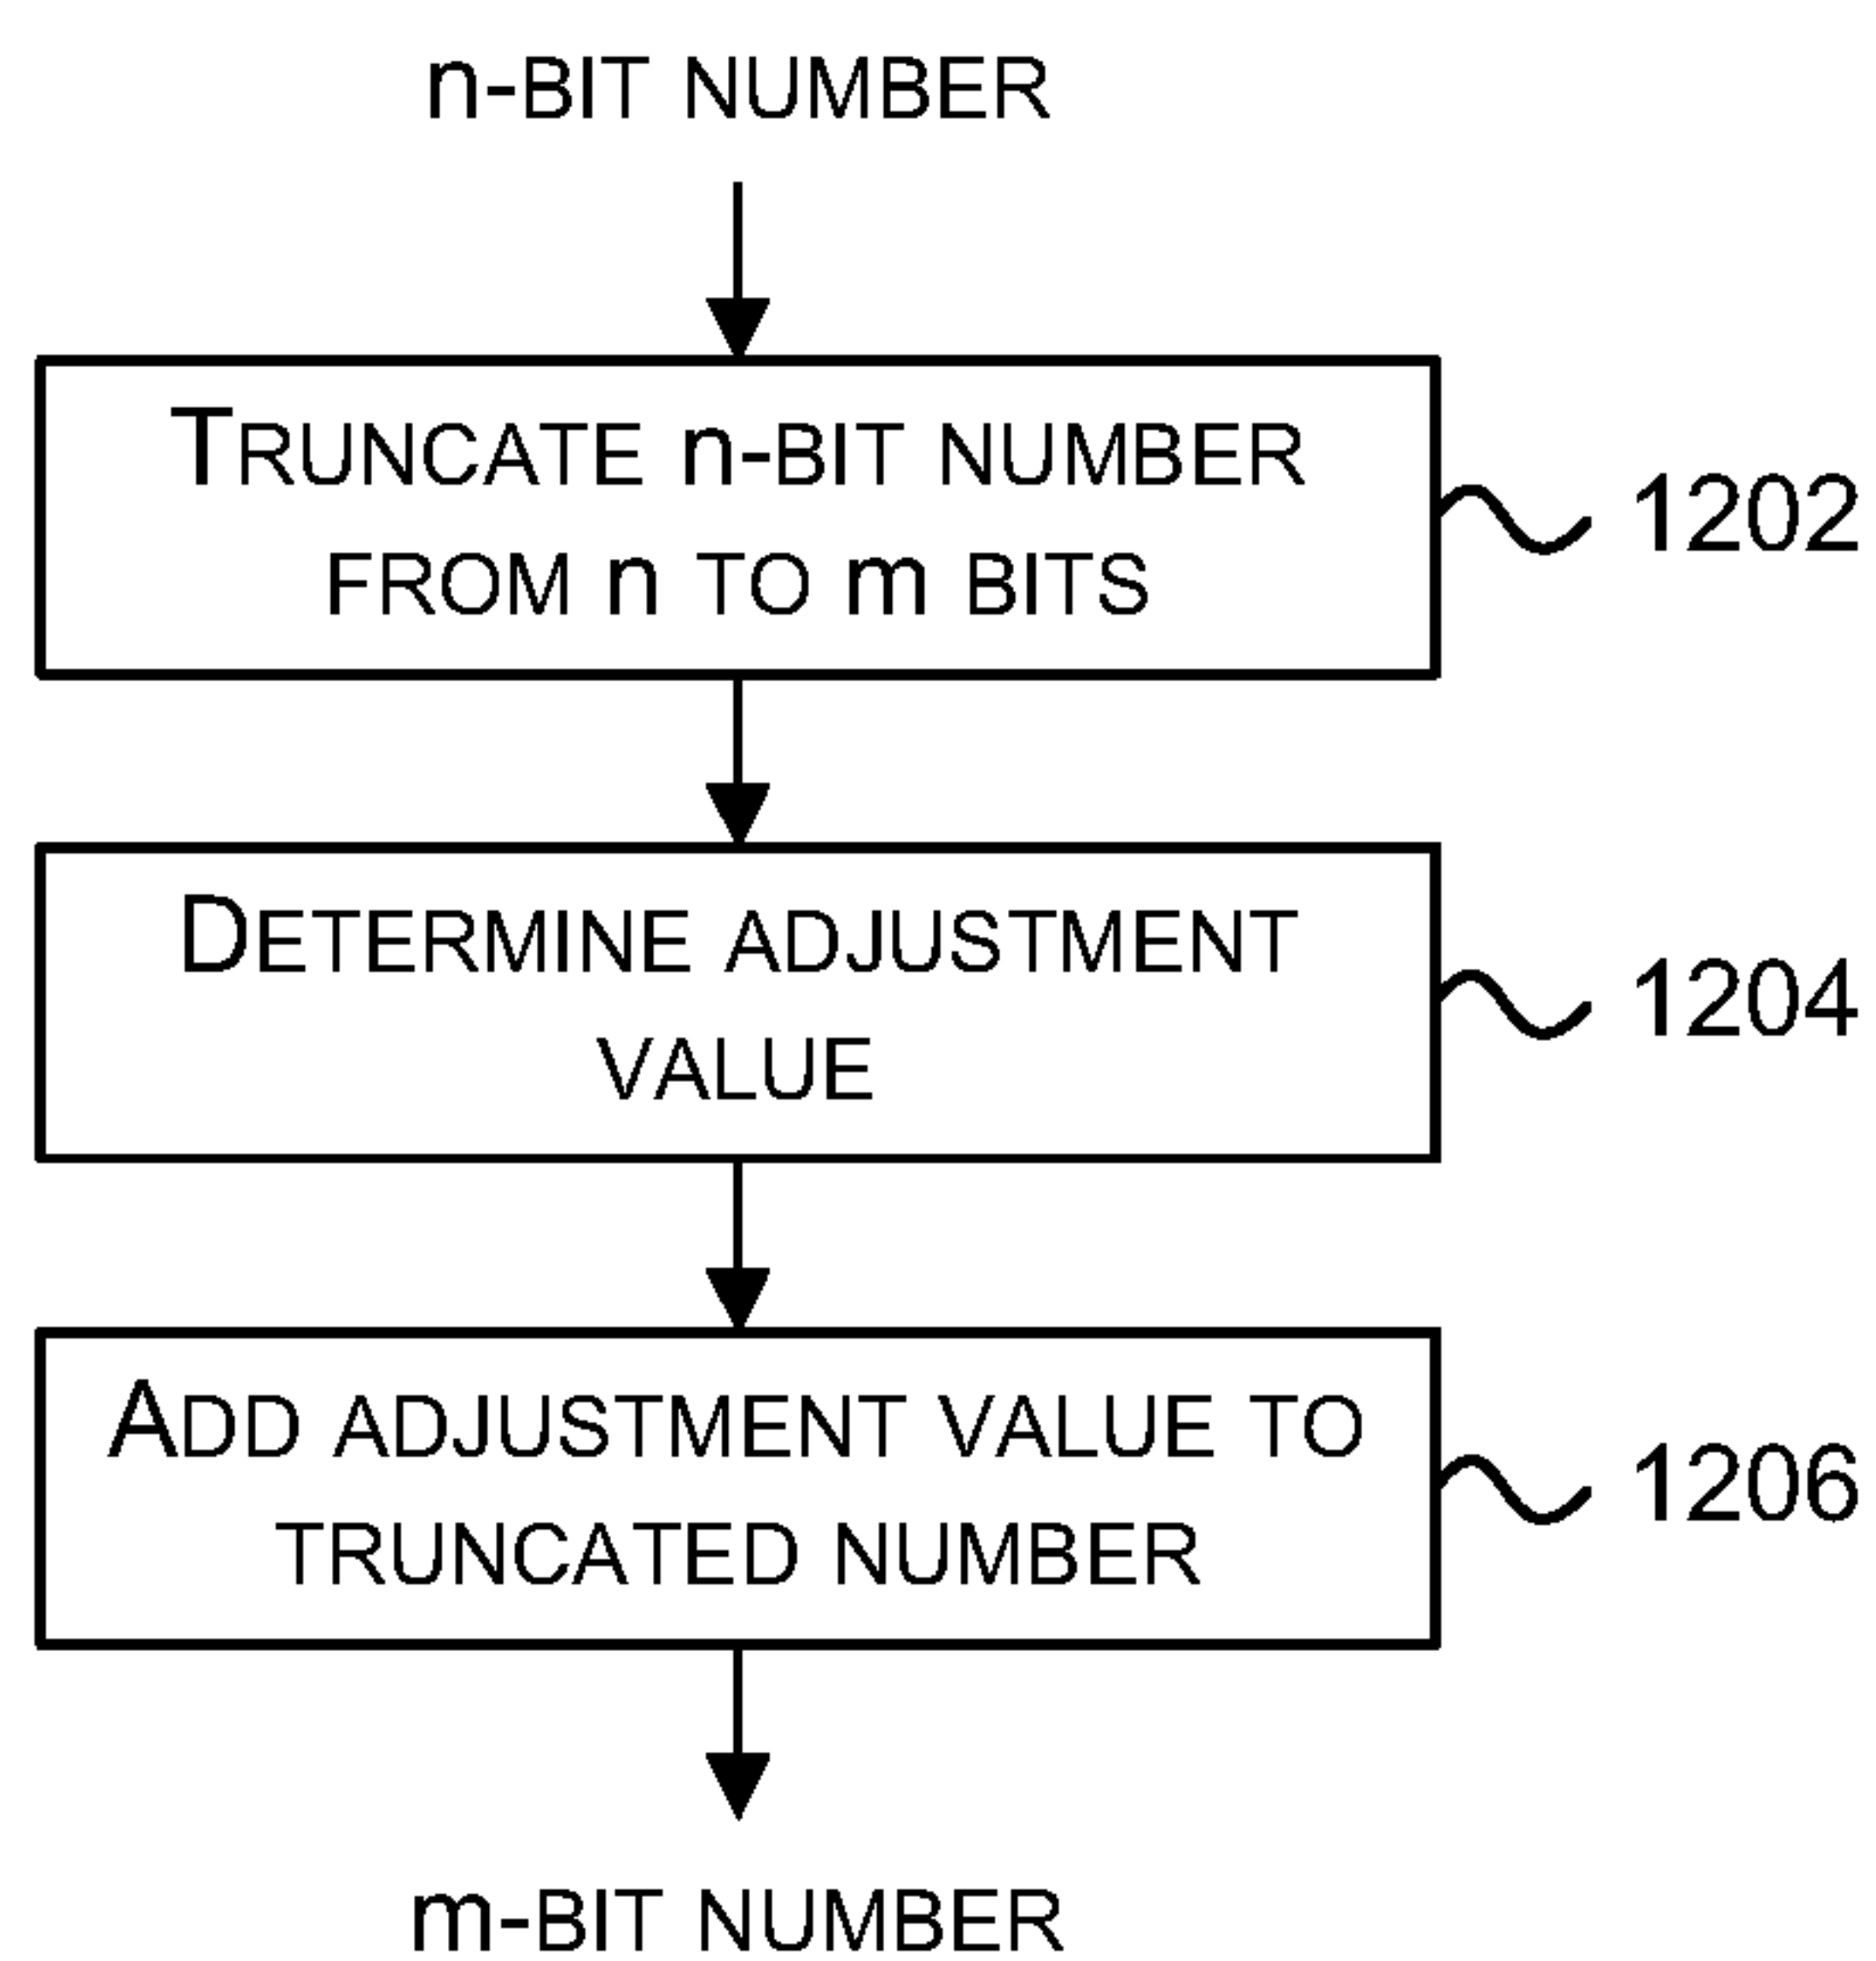 n-BIT NUMBER
TRUNCATE n-BIT NUMBER
FROM n TO m BITS
1202
DETERMINE ADJUSTMENT
VALUE
1204
ADD ADJUSTMENT VALUE TO
TRUNCATED NUMBER
1206
m-BIT NUMBER